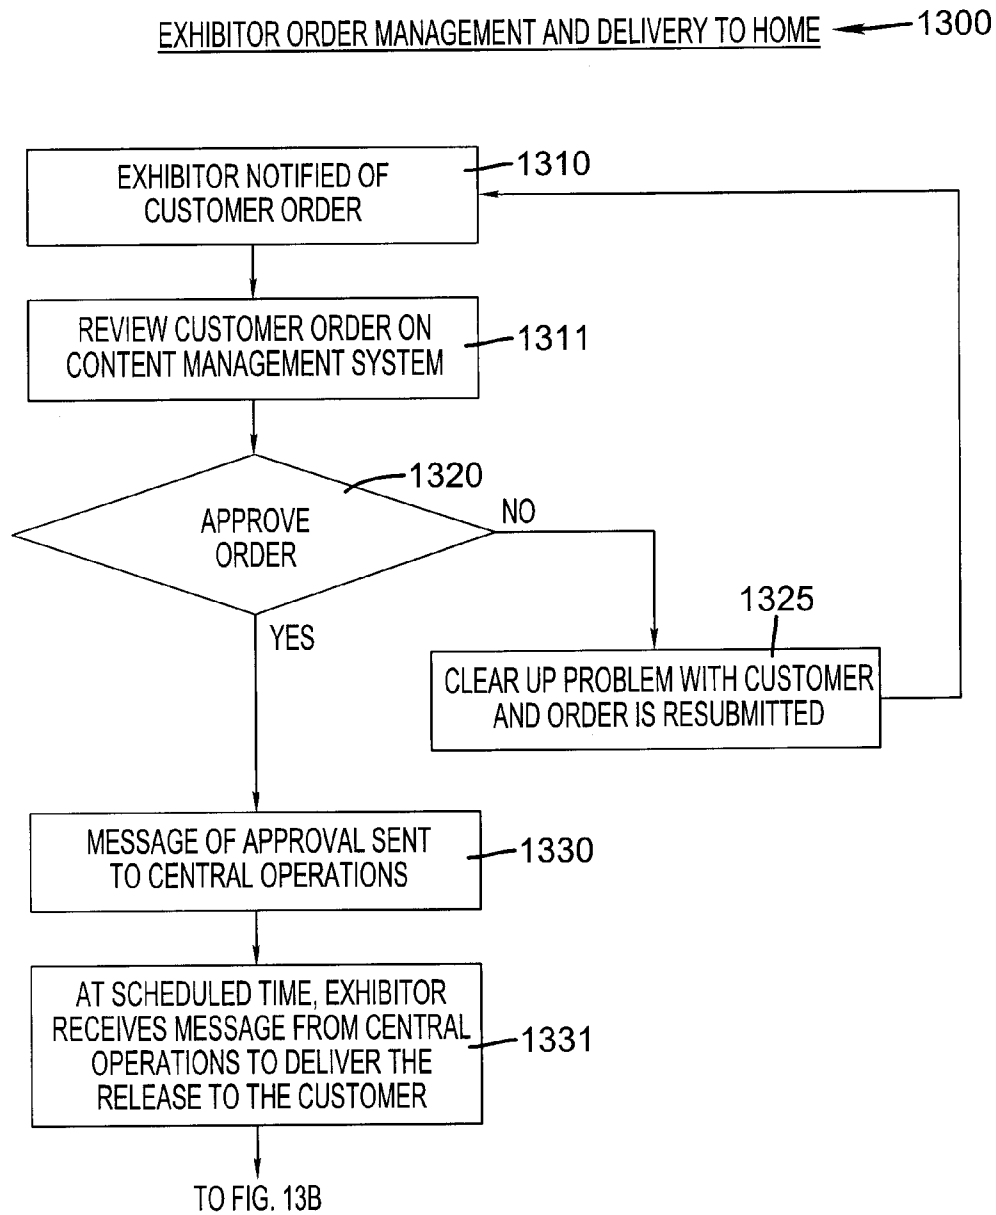 EXHIBITOR ORDER MANAGEMENT AND DELIVERY TO HOME
1300
EXHIBITOR NOTIFIED OF
CUSTOMER ORDER
1310
REVIEW CUSTOMER ORDER ON
CONTENT MANAGEMENT SYSTEM
1311
1320
APPROVE
ORDER
NO
YES
1325
CLEAR UP PROBLEM WITH CUSTOMER
AND ORDER IS RESUBMITTED
MESSAGE OF APPROVAL SENT
TO CENTRAL OPERATIONS
1330
AT SCHEDULED TIME, EXHIBITOR
RECEIVES MESSAGE FROM CENTRAL
OPERATIONS TO DELIVER THE
RELEASE TO THE CUSTOMER
1331
TO FIG. 13B